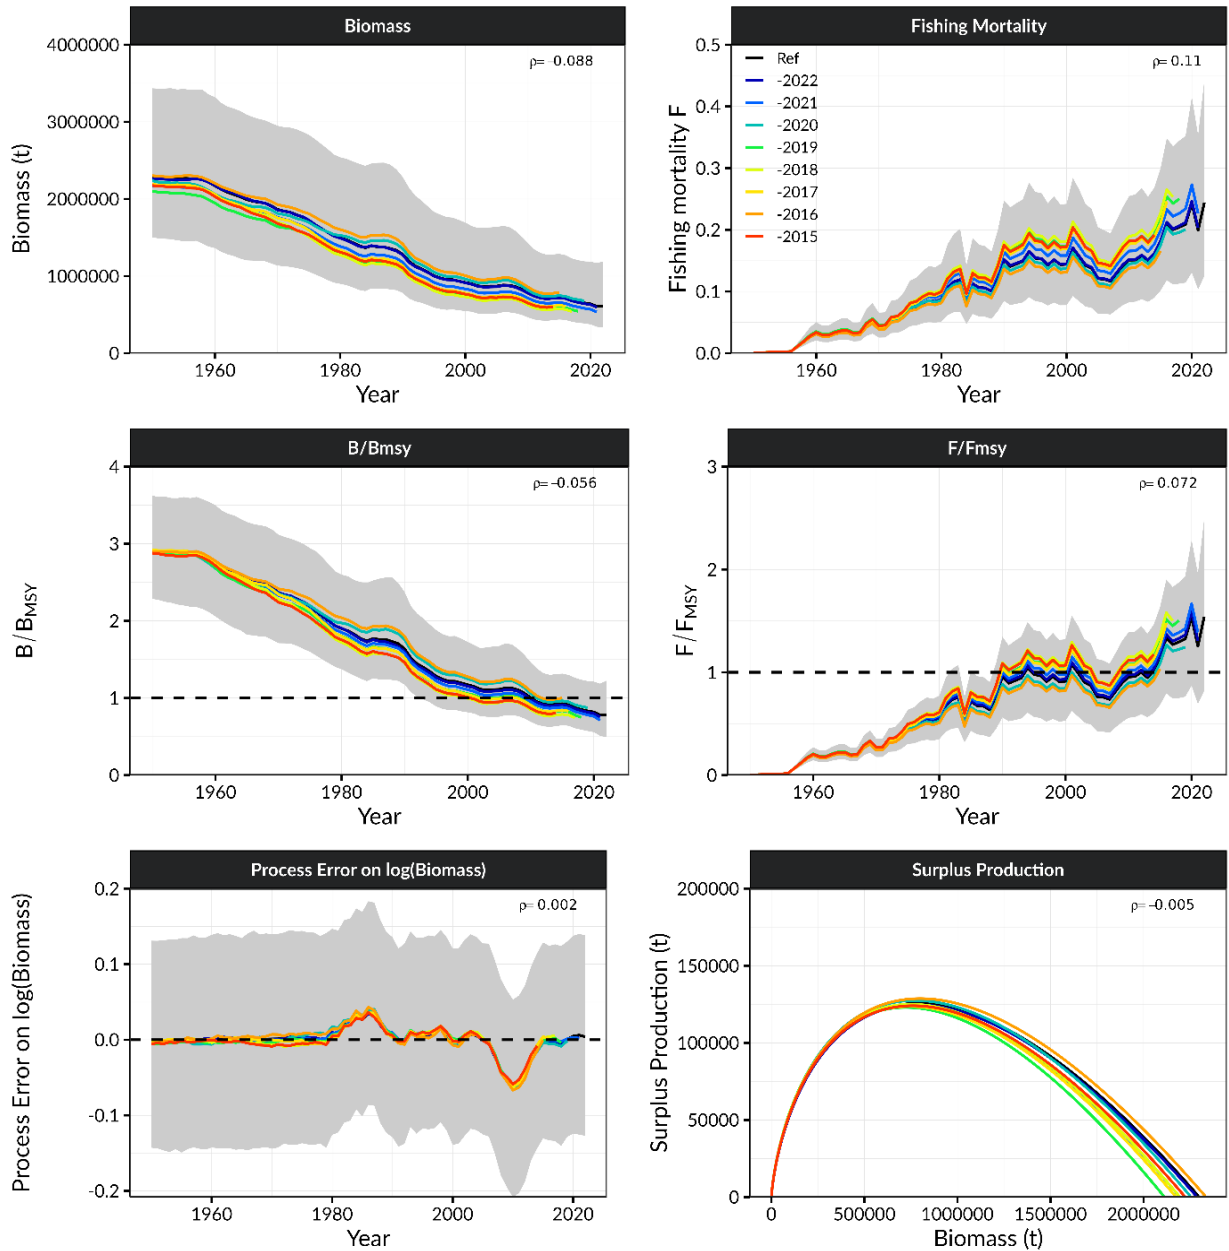 Biomass
ρ= -0.088
4000000
3000000
2000000
1000000
0
Biomass (t)
1960
1980
2000
2020
Year
Fishing Mortality
ρ= 0.11
Ref
-2022
-2021
-2020
-2019
-2018
-2017
-2016
-2015
0.5
0.4
0.3
0.2
0.1
0.0
Fishing mortality F
1960
1980
2000
2020
Year
B/Bmsy
ρ= -0.056
4
3
2
1
0
B/BMSY
1960
1980
2000
2020
Year
F/Fmsy
ρ= 0.072
3
2
1
0
F/FMSY
1960
1980
2000
2020
Year
Process Error on log(Biomass)
ρ= 0.002
0.2
0.1
0.0
-0.1
-0.2
Process Error on log(Biomass)
1960
1980
2000
2020
Year
Surplus Production
ρ= -0.005
200000
150000
100000
50000
0
Surplus Production (t)
0
500000
1000000
1500000
2000000
Biomass (t)